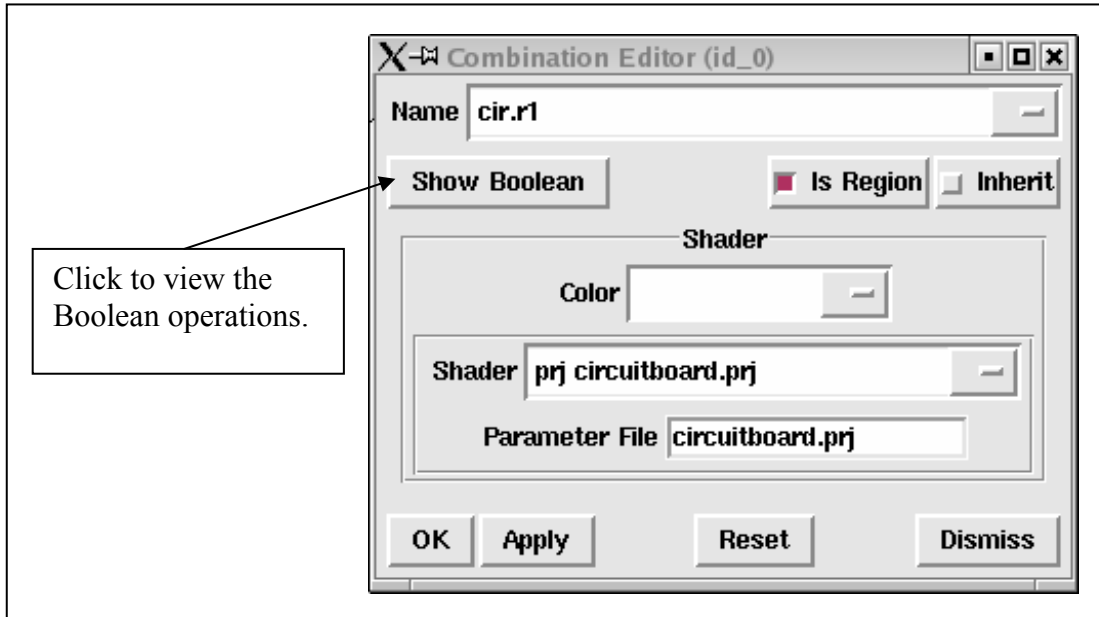 Combination Editor (id_0)
Name cir.r1
Show Boolean Is Region Inherit
Click to view the
Boolean operations.
Shader
Color
Shader prj circuitboard.prj
Parameter File circuitboard.prj
OK Apply Reset Dismiss